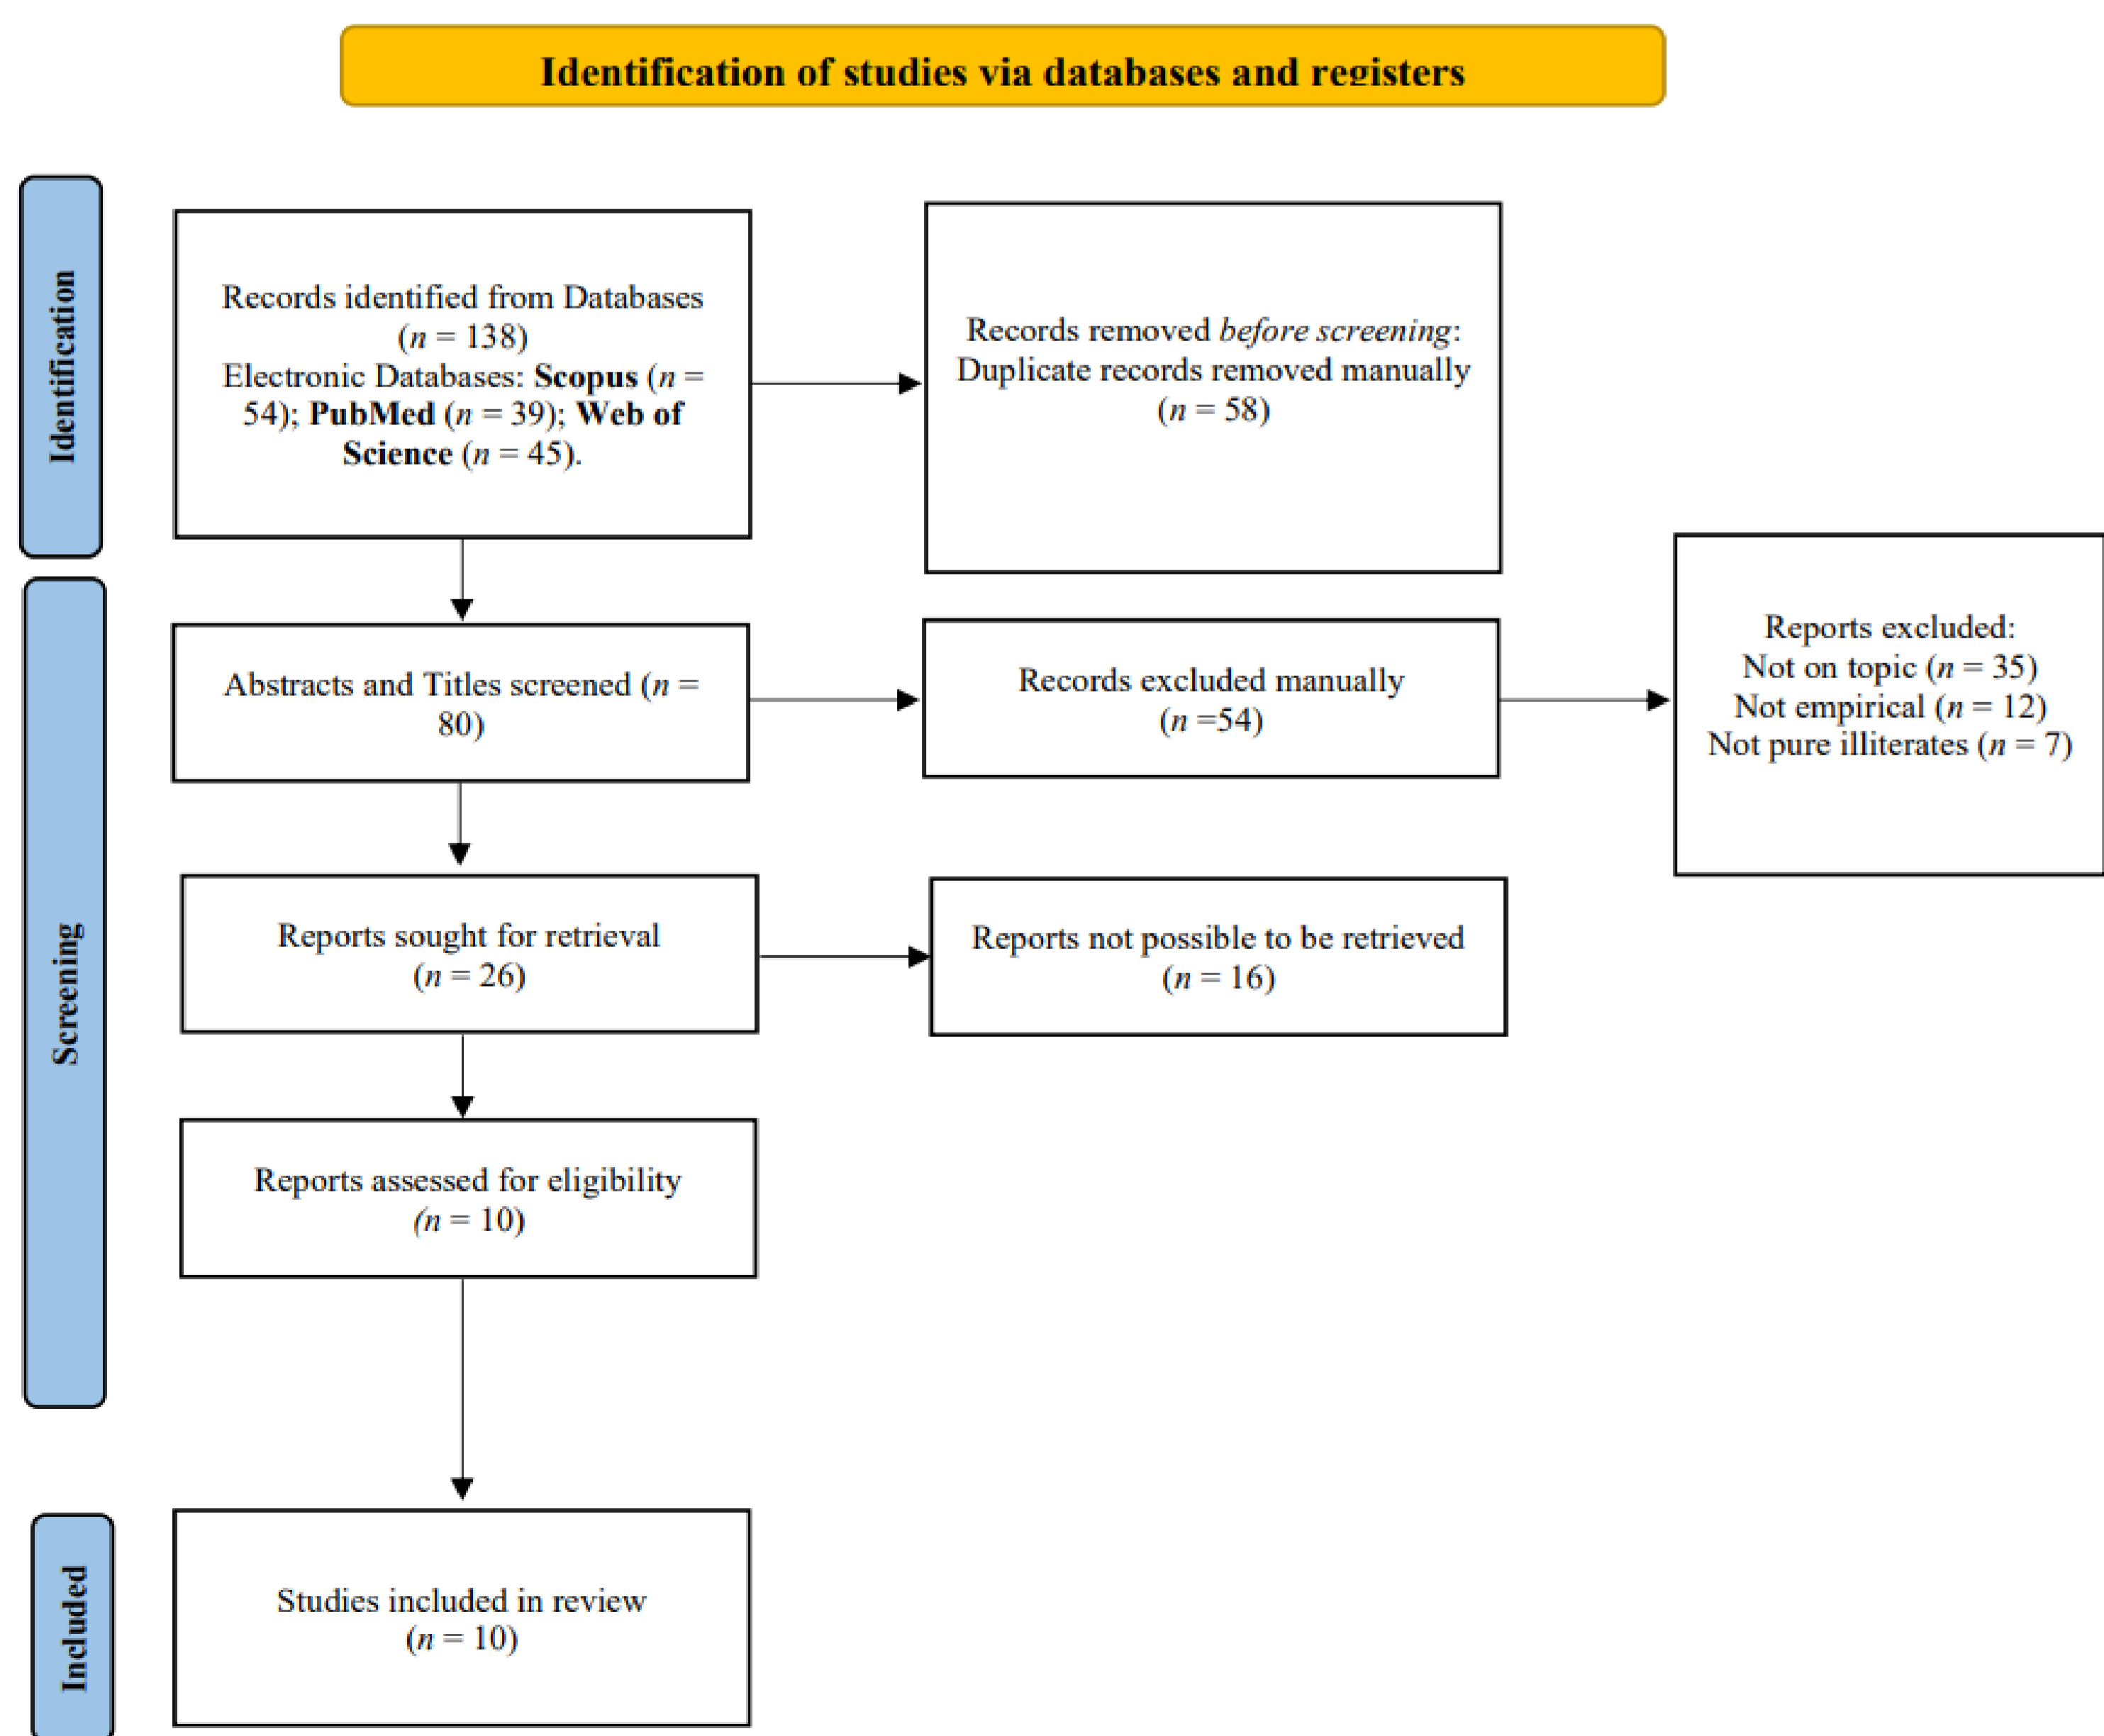 Identification of studies via databases and registers
Identification
Records identified from Databases
(n = 138)
Electronic Databases: Scopus (n =
54); PubMed (n = 39); Web of
Science (n = 45).
Records removed before screening:
Duplicate records removed manually
(n = 58)
Screening
Abstracts and Titles screened (n =
80)
Records excluded manually
(n =54)
Reports excluded:
Not on topic (n = 35)
Not empirical (n = 12)
Not pure illiterates (n = 7)
Reports sought for retrieval
(n = 26)
Reports not possible to be retrieved
(n = 16)
Reports assessed for eligibility
(n = 10)
Included
Studies included in review
(n = 10)